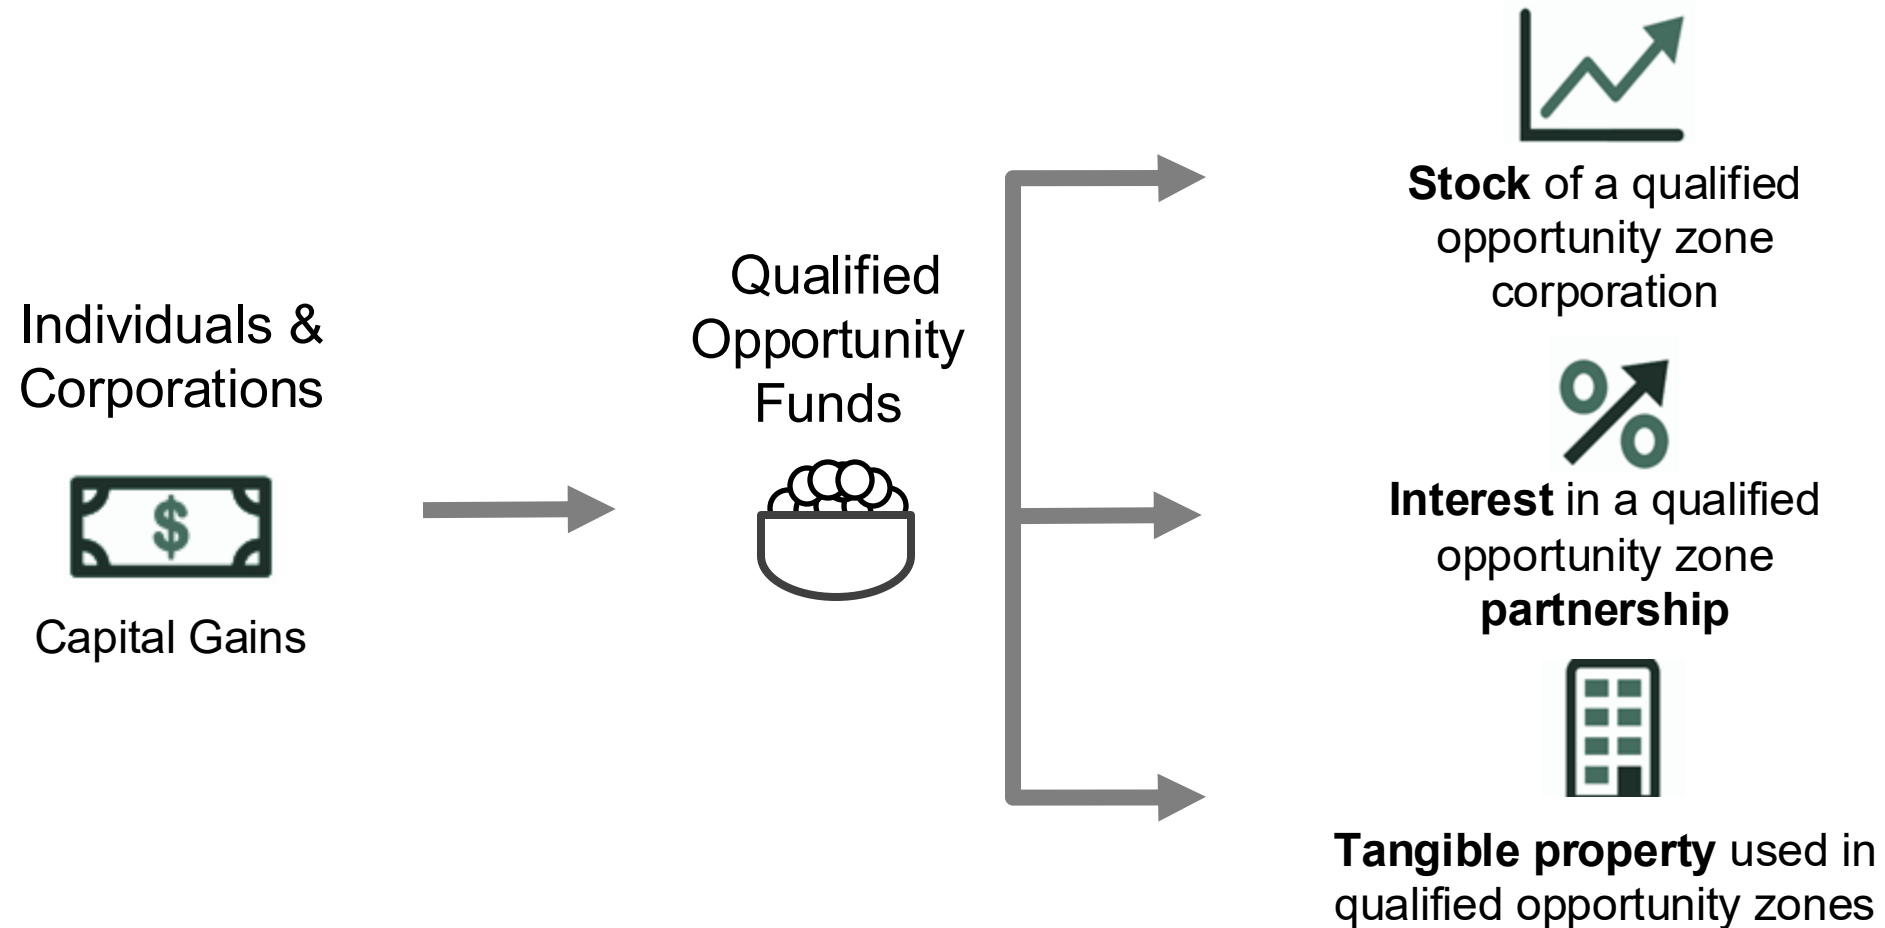 Individuals &
Corporations
$
Capital Gains
Qualified
Opportunity
Funds
Stock of a qualified
opportunity zone
corporation
Interest in a qualified
opportunity zone
partnership
Tangible property used in
qualified opportunity zones